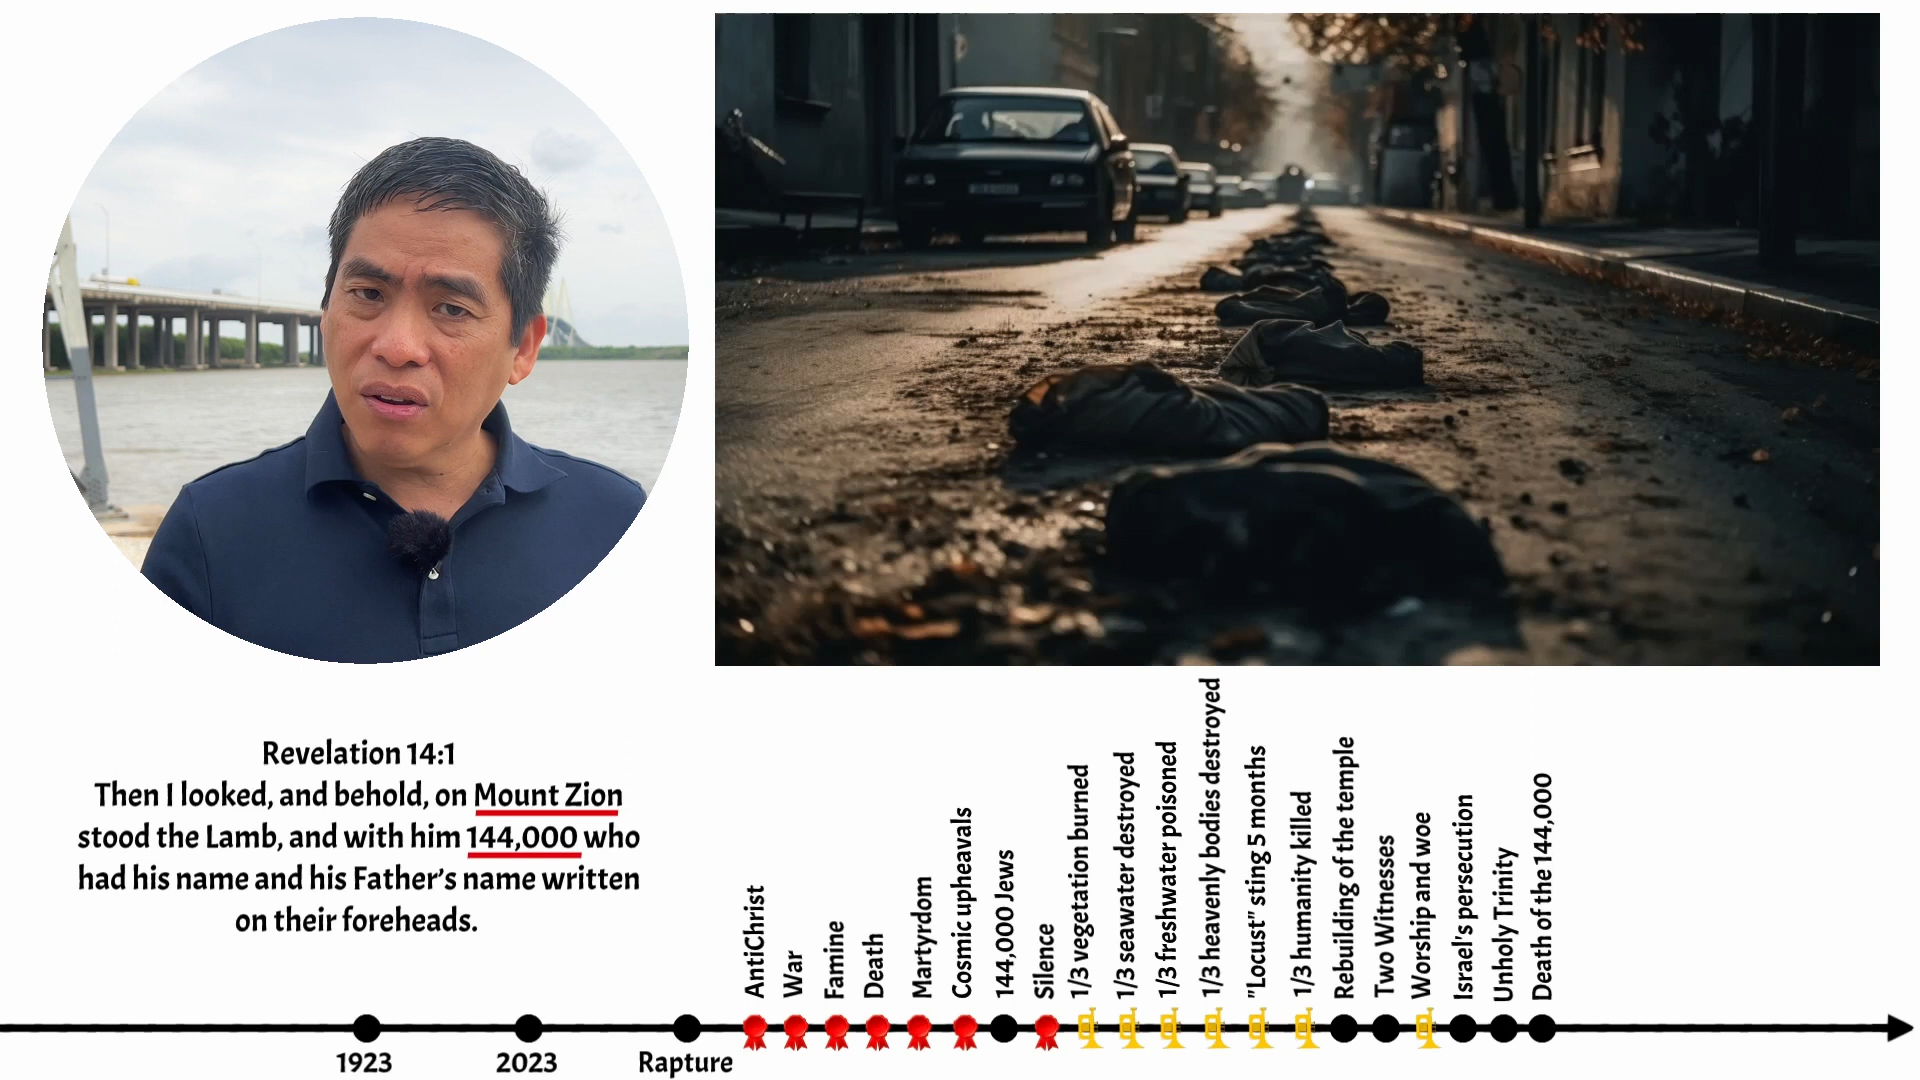 Revelation 14:1
Then I looked, and behold, on Mount Zion
stood the Lamb, and with him 144,000 who
had his name and his Father’s name written
on their foreheads.
1923
2023
Rapture
AntiChrist
War
Famine
Death
Martyrdom
Cosmic upheavals
144,000 Jews
Silence
1/3 vegetation burned
1/3 seawater destroyed
1/3 freshwater poisoned
1/3 heavenly bodies destroyed
"Locust" sting 5 months
1/3 humanity killed
Rebuilding of the temple
Two Witnesses
Worship and woe
Israel's persecution
Unholy Trinity
Death of the 144,000